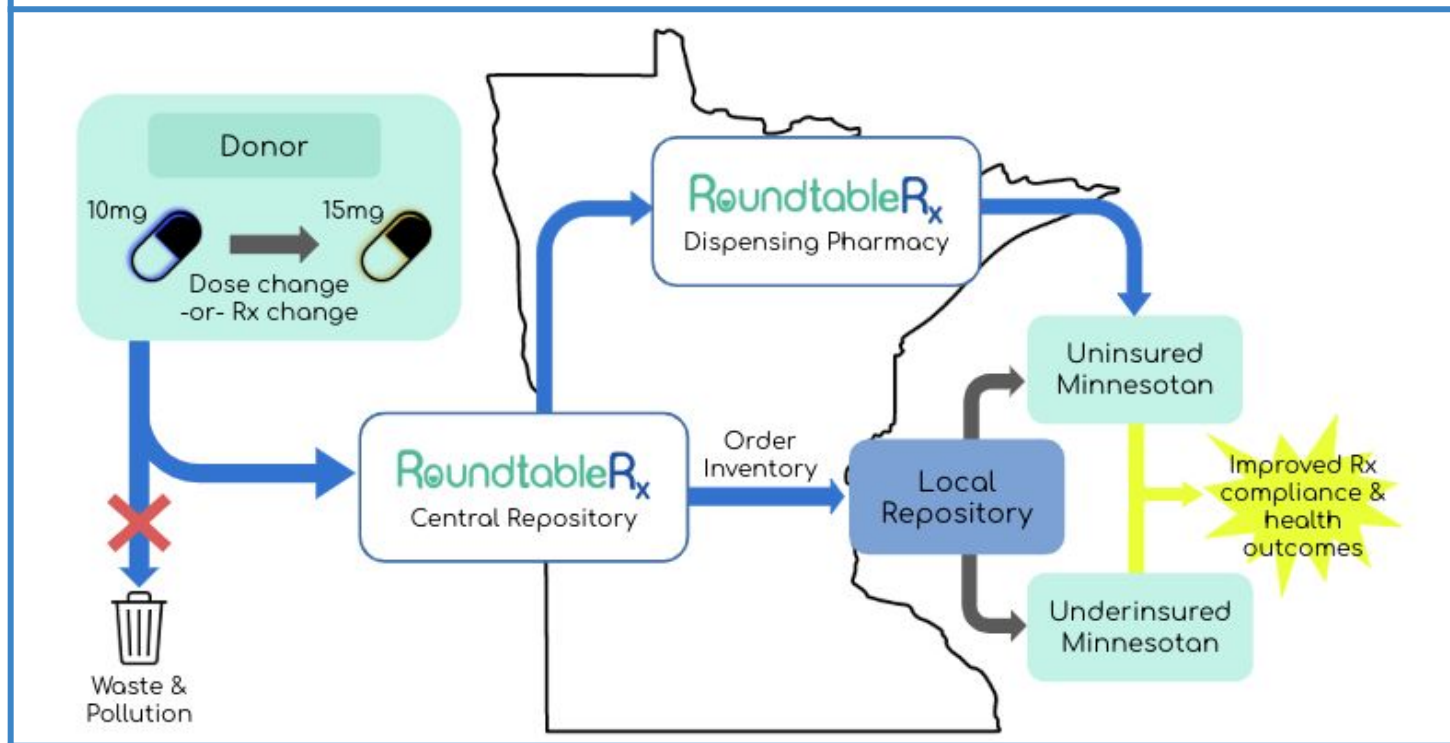 Donor
10mg
15mg
Dose change
-or- Rx change
RoundtableRx
Dispensing Pharmacy
Uninsured
Minnesotan
RoundtableRx
Central Repository
Order
Inventory
Local
Repository
Improved Rx
compliance &
health
outcomes
Underinsured
Minnesotan
Waste &
Pollution